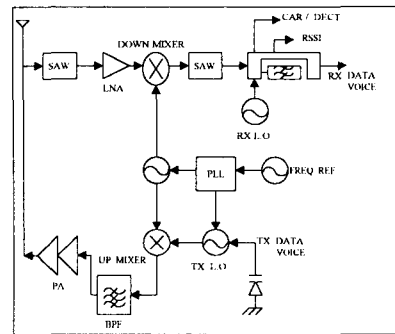 CAR / DECT
DOWN MIXER
RSSI
SAW
SAW
LNA
RX DATA
VOICE
RX L.O
PLL
FREQ REF
UP MIXER
TX DATA
VOICE
TX L.O
PA
BPF